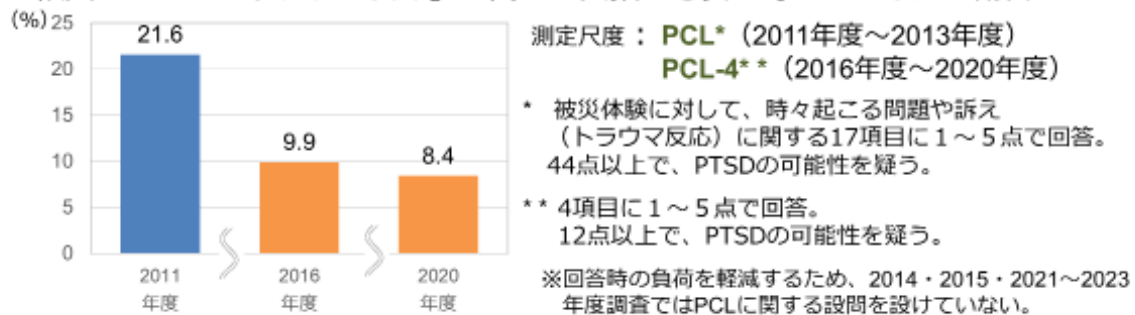 (%)
25
20
15
10
5
0
21.6
9.9
8.4
2011
年度
2016
年度
2020
年度
測定尺度： PCL*（2011年度～2013年度）
PCL-4**（2016年度～2020年度）
* 被災体験に対して、時々起こる問題や訴え
（トラウマ反応）に関する17項目に１～５点で回答。
44点以上で、PTSDの可能性を疑う。
** 4項目に１～５点で回答。
12点以上で、PTSDの可能性を疑う。
※回答時の負荷を軽減するため、2014・2015・2021～2023
年度調査ではPCLに関する設問を設けていない。